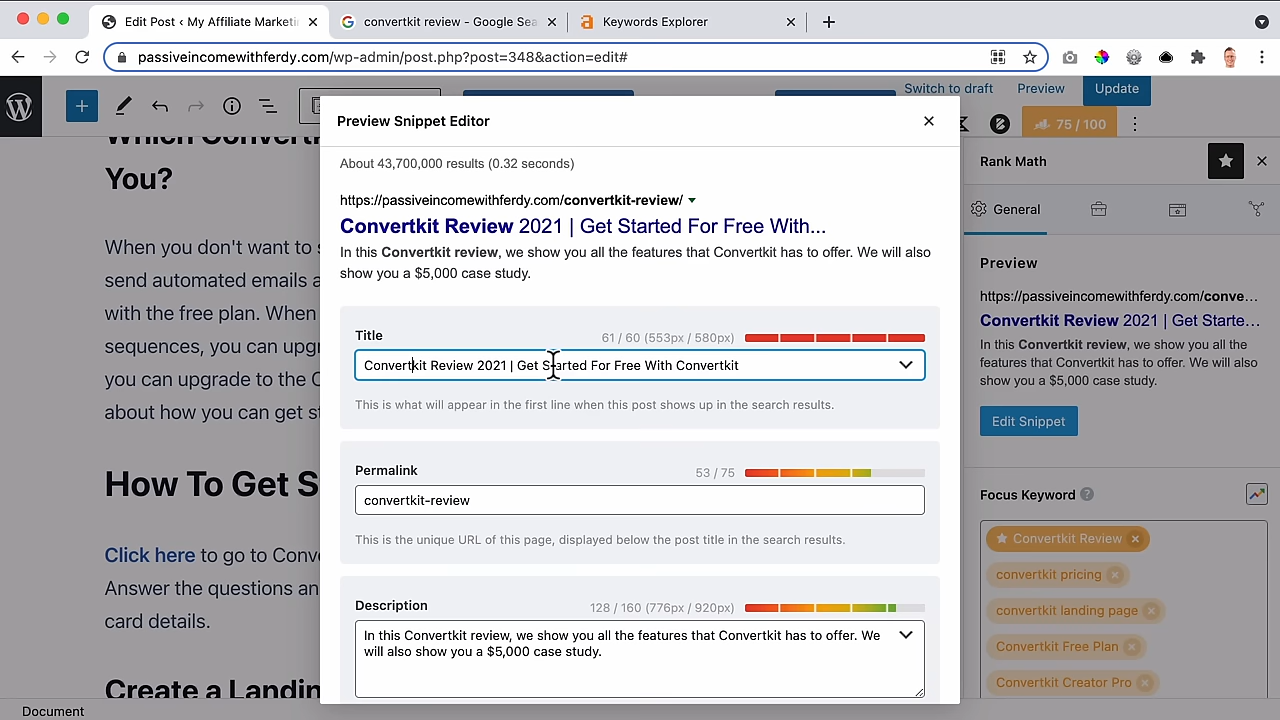 Edit Post ‹ My Affiliate Marketi
convertkit review - Google Sea
Keywords Explorer
passiveincomewithferdy.com/wp-admin/post.php?post=348&action=edit#
Switch to draft
Preview
Update
75 / 100
Preview Snippet Editor
About 43,700,000 results (0.32 seconds)
https://passiveincomewithferdy.com/convertkit-review/
Convertkit Review 2021 | Get Started For Free With...
In this Convertkit review, we show you all the features that Convertkit has to offer. We will also
show you a $5,000 case study.
Title
61 / 60 (553px / 580px)
Convertkit Review 2021 | Get Started For Free With Convertkit
This is what will appear in the first line when this post shows up in the search results.
Permalink
53 / 75
convertkit-review
This is the unique URL of this page, displayed below the post title in the search results.
Description
128 / 160 (776px / 920px)
In this Convertkit review, we show you all the features that Convertkit has to offer. We
will also show you a $5,000 case study.
Which Convert
You?
When you don't want to s
send automated emails a
with the free plan. When
sequences, you can upgr
you can upgrade to the C
about how you can get st
How To Get S
Click here to go to Conv
Answer the questions an
card details.
Create a Landin
Document
Rank Math
General
Preview
https://passiveincomewithferdy.com/conve...
Convertkit Review 2021 | Get Starte...
In this Convertkit review, we show you all the
features that Convertkit has to offer. We will also
show you a $5,000 case study.
Edit Snippet
Focus Keyword
Convertkit Review
convertkit pricing
convertkit landing page
Convertkit Free Plan
Convertkit Creator Pro